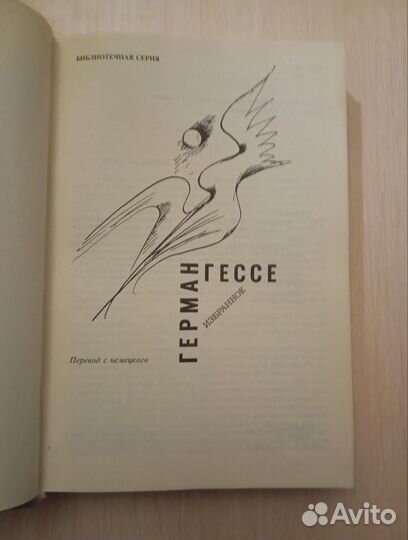 БИБЛИОТЕЧНАЯ СЕРИЯ
ГЕРМАН
ГЕССЕ
ИЗБРАННОЕ
Перевод с немецкого
Avito